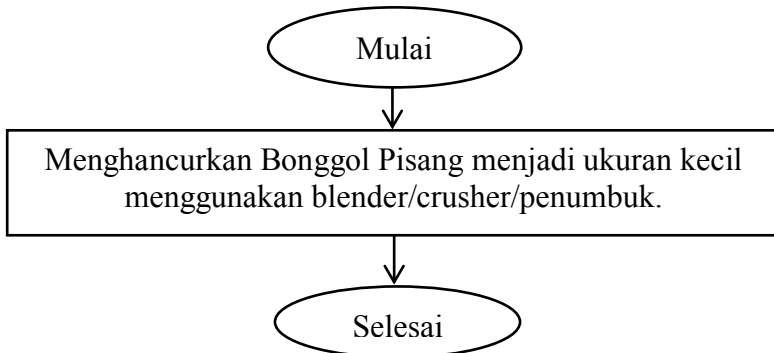 Mulai
Menghancurkan Bonggol Pisang menjadi ukuran kecil
menggunakan blender/crusher/penumbuk.
Selesai